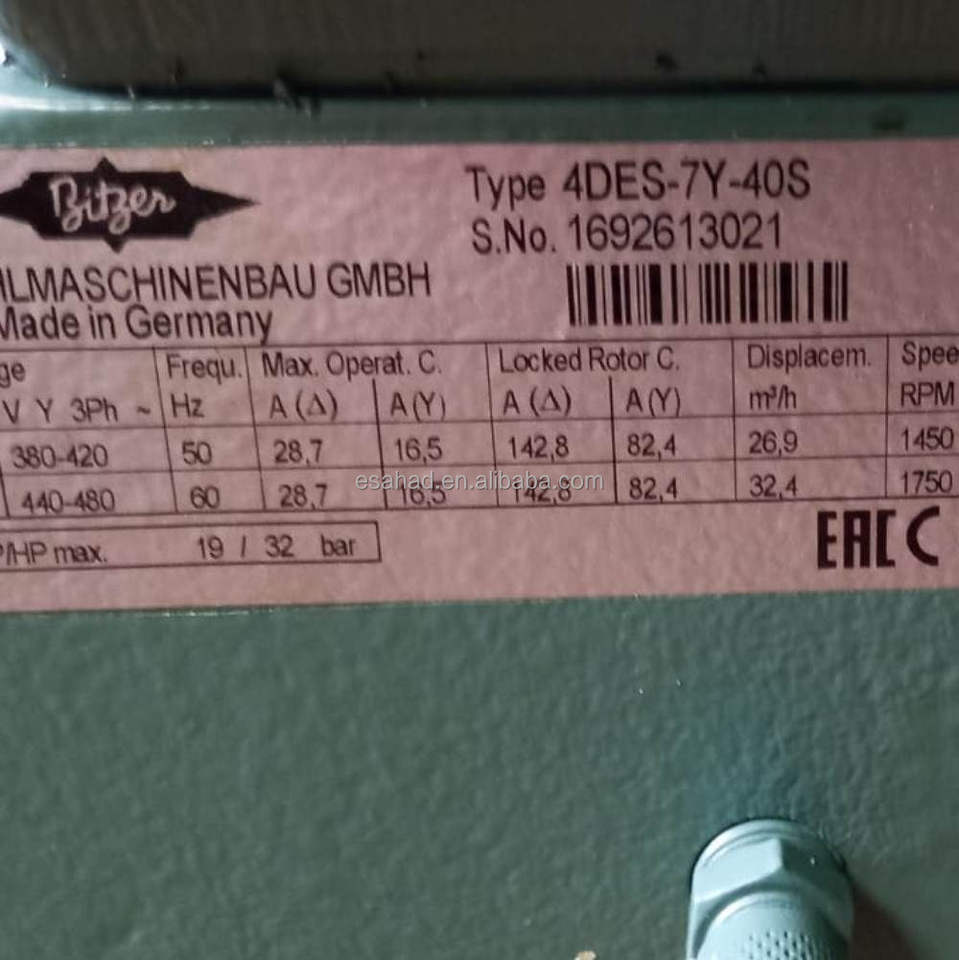 Bitzer
Type 4DES-7Y-40S
S.No. 1692613021
ILMASCHINENBAU GMBH
Made in Germany
ge Frequ. Max. Operat. C. Locked Rotor C. Displacem. Spee
V Y 3Ph ~ Hz A (Δ) A (Y) A (Δ) A (Y) m³/h RPM
380-420 50 28,7 16,5 142,8 82,4 26,9 1450
440-480 60 28,7 16,5 142,8 82,4 32,4 1750
P/HP max. 19 / 32 bar
EAC C
esahad.en.alibaba.com